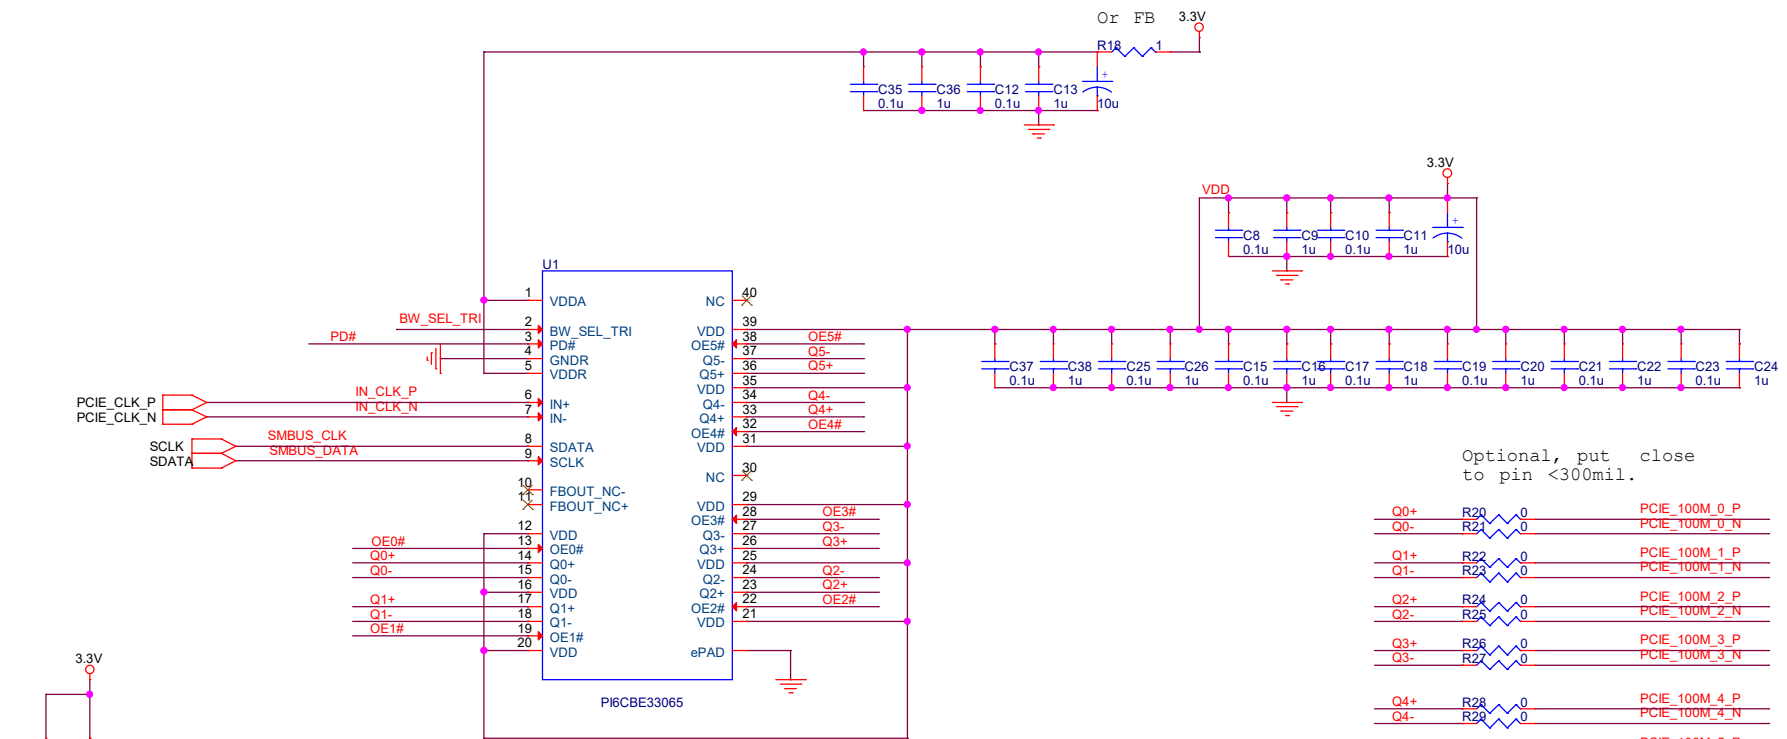 Or FB 3.3V
R18 1
C35 C36 C12 C13 +
0.1u 1u 0.1u 1u 10u
3.3V
VDD
C8 C9 C10 C11 +
0.1u 1u 0.1u 1u 10u
U1
1 VDDA NC 40
BW_SEL_TRI 2 BW_SEL_TRI VDD 39
PD# 3 PD# OE5# 38 OE5#
4 GNDR Q5- 37 Q5-
5 VDDR Q5+ 36 Q5+
VDD 35
PCIE_CLK_P IN_CLK_P 6 IN+ Q4- 34 Q4-
PCIE_CLK_N IN_CLK_N 7 IN- Q4+ 33 Q4+
OE4# 32 OE4#
SCLK SMBUS_CLK 8 SDATA VDD 31
SDATA SMBUS_DATA 9 SCLK
NC 30
10 FBOUT_NC-
11 FBOUT_NC+ VDD 29
OE3# 28 OE3#
12 VDD Q3- 27 Q3-
OE0# 13 OE0# Q3+ 26 Q3+
Q0+ 14 Q0+ VDD 25
Q0- 15 Q0- Q2- 24 Q2-
16 VDD Q2+ 23 Q2+
Q1+ 17 Q1+ OE2# 22 OE2#
Q1- 18 Q1- VDD 21
OE1# 19 OE1#
20 VDD ePAD
PI6CBE33065
C37 C38 C25 C26 C15 C16 C17 C18 C19 C20 C21 C22 C23 C24
0.1u 1u 0.1u 1u 0.1u 1u 0.1u 1u 0.1u 1u 0.1u 1u 0.1u 1u
Optional, put close
to pin <300mil.
Q0+ R20 0 PCIE_100M_0_P
Q0- R21 0 PCIE_100M_0_N
Q1+ R22 0 PCIE_100M_1_P
Q1- R23 0 PCIE_100M_1_N
Q2+ R24 0 PCIE_100M_2_P
Q2- R25 0 PCIE_100M_2_N
Q3+ R26 0 PCIE_100M_3_P
Q3- R27 0 PCIE_100M_3_N
Q4+ R28 0 PCIE_100M_4_P
Q4- R29 0 PCIE_100M_4_N
3.3V